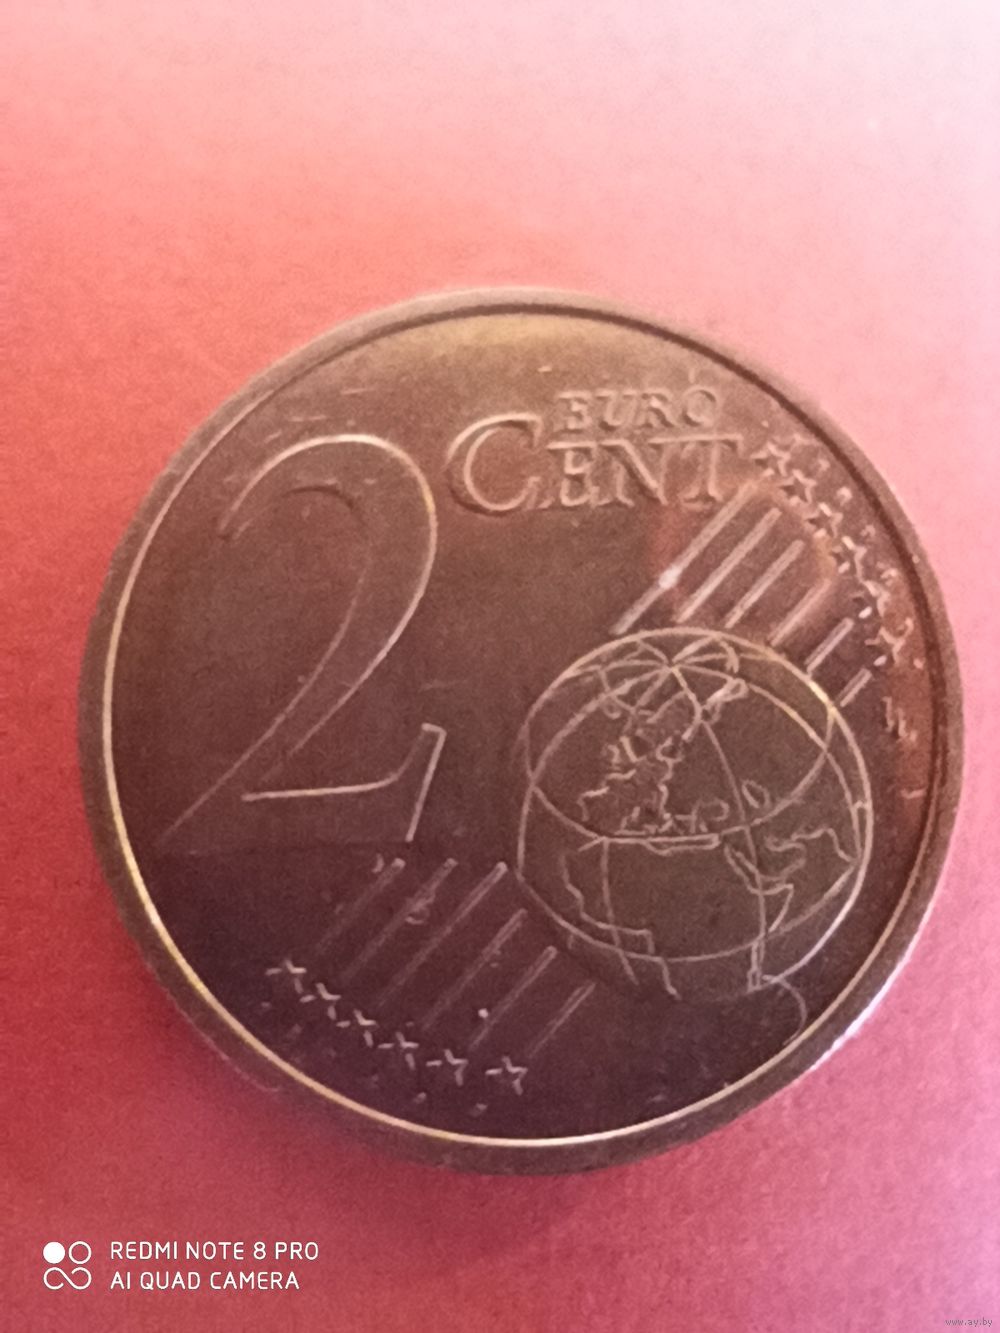 EURO
2 CENT
REDMI NOTE 8 PRO
AI QUAD CAMERA
www.ay.by